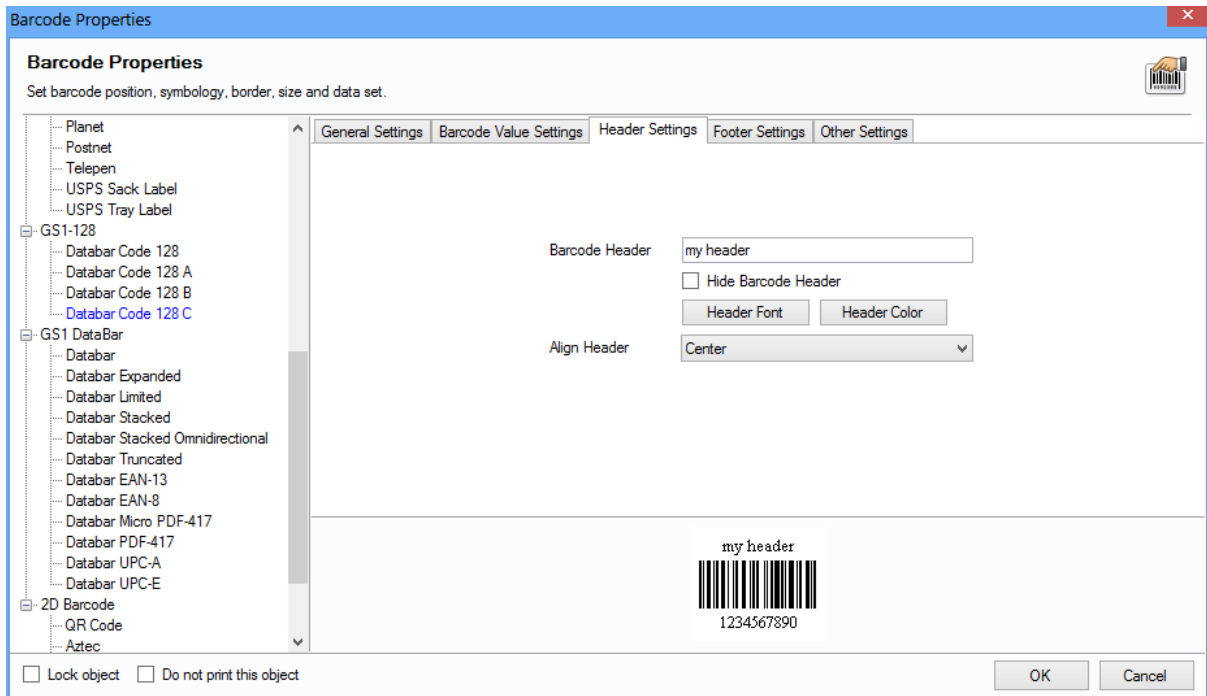 Barcode Properties
Barcode Properties
Set barcode position, symbology, border, size and data set.
Planet
Postnet
Telepen
USPS Sack Label
USPS Tray Label
GS1-128
Databar Code 128
Databar Code 128 A
Databar Code 128 B
Databar Code 128 C
GS1 DataBar
Databar
Databar Expanded
Databar Limited
Databar Stacked
Databar Stacked Omnidirectional
Databar Truncated
Databar EAN-13
Databar EAN-8
Databar Micro PDF-417
Databar PDF-417
Databar UPC-A
Databar UPC-E
2D Barcode
QR Code
Aztec
General Settings Barcode Value Settings Header Settings Footer Settings Other Settings
Barcode Header my header
Hide Barcode Header
Header Font Header Color
Align Header Center
my header
1234567890
Lock object Do not print this object OK Cancel